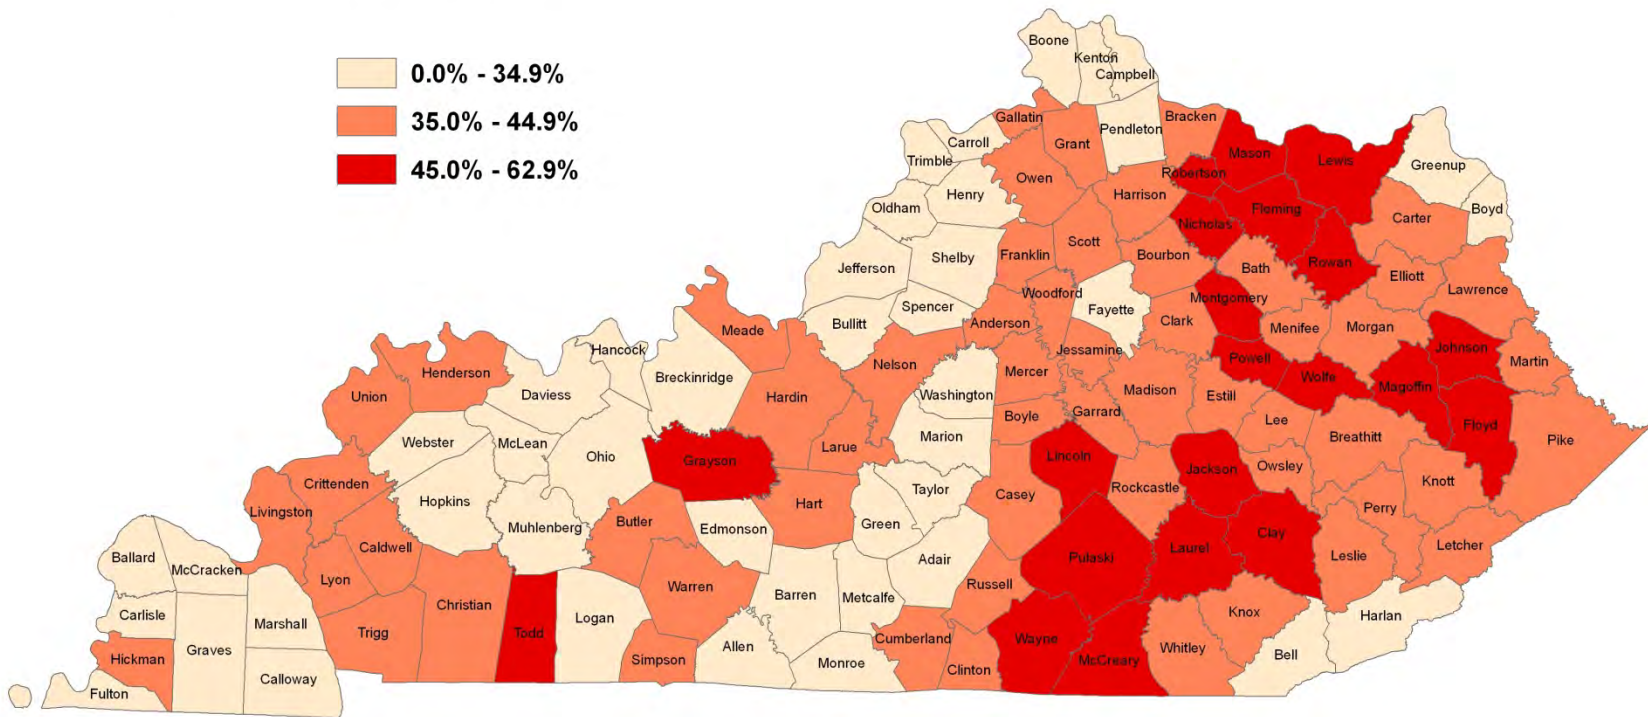 0.0% - 34.9%
35.0% - 44.9%
45.0% - 62.9%
Boone
Kenton
Campbell
Gallatin
Grant
Pendleton
Bracken
Carroll
Trimble
Owen
Harrison
Robertson
Mason
Lewis
Greenup
Henry
Oldham
Nicholas
Fleming
Carter
Boyd
Jefferson
Shelby
Franklin
Scott
Bourbon
Bath
Rowan
Elliott
Lawrence
Spencer
Bullitt
Anderson
Woodford
Fayette
Clark
Montgomery
Menifee
Morgan
Johnson
Martin
Meade
Hancock
Breckinridge
Nelson
Washington
Mercer
Jessamine
Madison
Powell
Wolfe
Magoffin
Floyd
Pike
Henderson
Union
Daviess
Hardin
Larue
Marion
Boyle
Garrard
Estill
Lee
Breathitt
Knott
Webster
McLean
Ohio
Grayson
Hart
Taylor
Green
Casey
Lincoln
Rockcastle
Jackson
Owsley
Perry
Letcher
Crittenden
Livingston
Hopkins
Muhlenberg
Butler
Edmonson
Adair
Russell
Pulaski
Laurel
Clay
Leslie
Ballard
McCracken
Lyon
Caldwell
Christian
Todd
Logan
Warren
Barren
Metcalfe
Cumberland
Clinton
Wayne
McCreary
Whitley
Knox
Bell
Harlan
Carlisle
Hickman
Fulton
Graves
Marshall
Calloway
Trigg
Simpson
Allen
Monroe